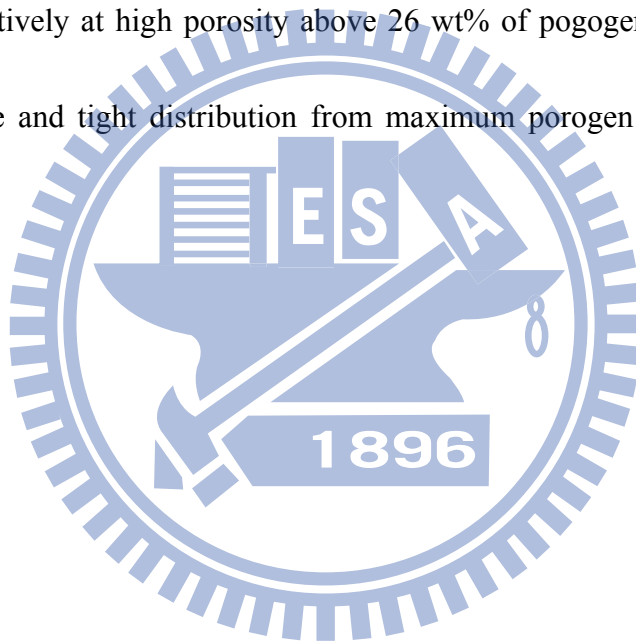 tively at high porosity above 26 wt% of pogogen
e and tight distribution from maximum porogen
E S A
1896